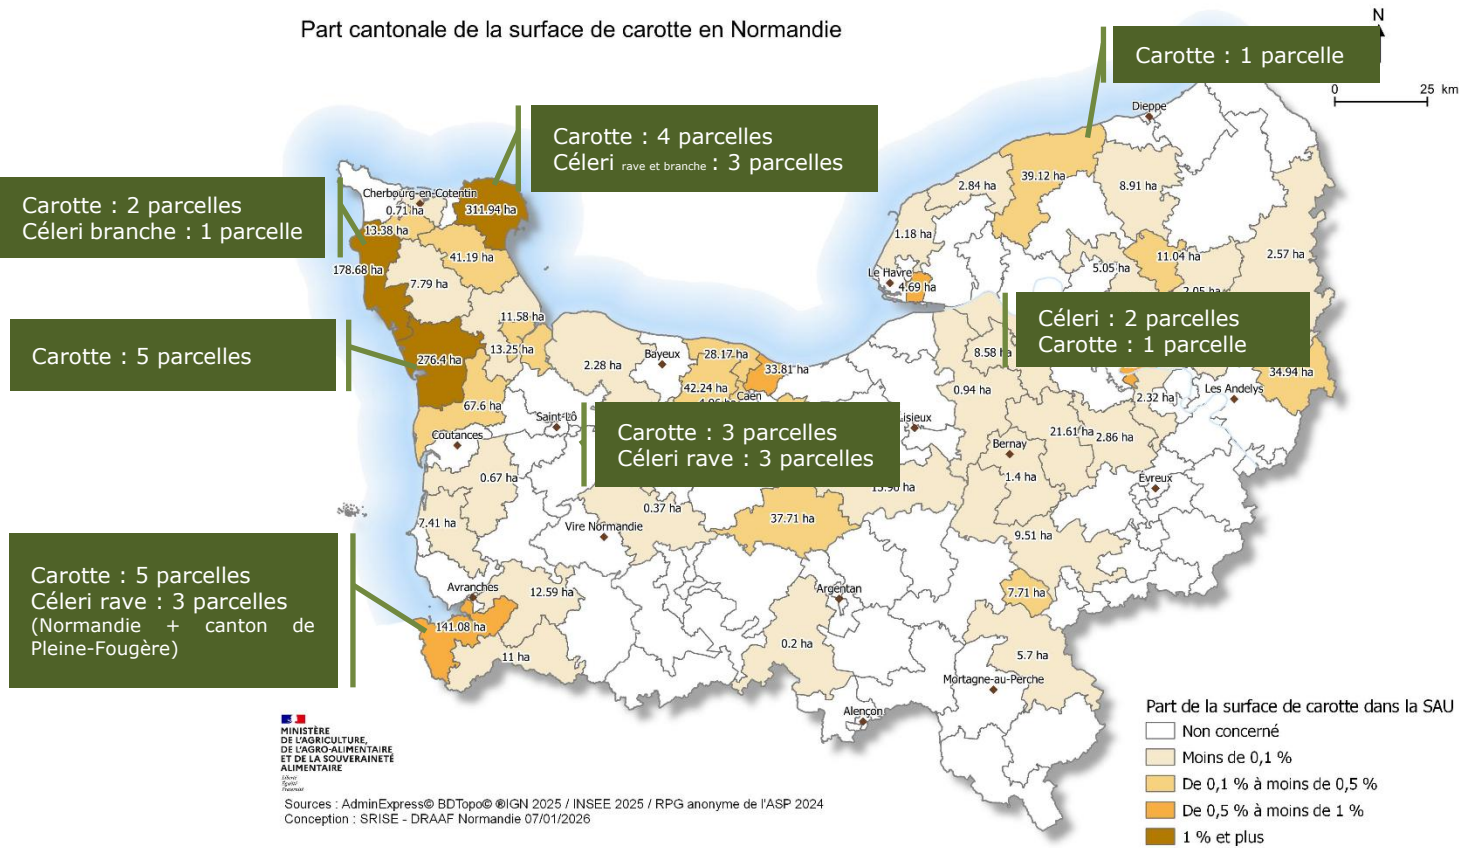 Part cantonale de la surface de carotte en Normandie
N
0 25 km
Carotte : 1 parcelle
Carotte : 4 parcelles
Céleri rave et branche : 3 parcelles
Carotte : 2 parcelles
Céleri branche : 1 parcelle
Carotte : 5 parcelles
Céleri : 2 parcelles
Carotte : 1 parcelle
Carotte : 3 parcelles
Céleri rave : 3 parcelles
Carotte : 5 parcelles
Céleri rave : 3 parcelles
(Normandie + canton de
Pleine-Fougère)
Dieppe
39.12 ha
2.84 ha
8.91 ha
Cherbourg-en-Cotentin
0.71 ha
311.94 ha
13.38 ha
1.18 ha
41.19 ha
11.04 ha
2.57 ha
178.68 ha
5.05 ha
Le Havre
7.79 ha
4.69 ha
2.05 ha
11.58 ha
13.25 ha
276.4 ha
Bayeux
28.17 ha
8.58 ha
2.28 ha
33.81 ha
34.94 ha
42.24 ha
0.94 ha
Les Andelys
Caen
2.32 ha
67.6 ha
Saint-Lô
isieux
21.61 ha
2.86 ha
Coutances
Bernay
0.67 ha
1.4 ha
Évreux
0.37 ha
37.71 ha
7.41 ha
Vire Normandie
9.51 ha
Avranches
12.59 ha
Argentan
7.71 ha
141.08 ha
11 ha
0.2 ha
5.7 ha
Mortagne-au-Perche
Alençon
Part de la surface de carotte dans la SAU
Non concerné
Moins de 0,1 %
De 0,1 % à moins de 0,5 %
De 0,5 % à moins de 1 %
1 % et plus
MINISTÈRE
DE L'AGRICULTURE,
DE L'AGRO-ALIMENTAIRE
ET DE LA SOUVERAINETÉ
ALIMENTAIRE
Liberté
Égalité
Fraternité
Sources : AdminExpress© BDTopo© ®IGN 2025 / INSEE 2025 / RPG anonyme de l'ASP 2024
Conception : SRISE - DRAAF Normandie 07/01/2026